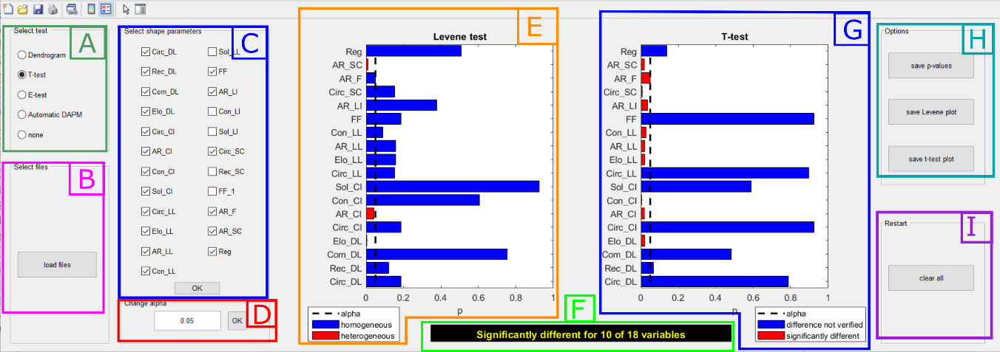 Select test
A
Dendrogram
T-test
E-test
Automatic DAPM
none
Select files
B
load files
Select shape parameters
C
Circ_DL
Rec_DL
Com_DL
Elo_DL
Circ_CI
AR_CI
Con_CI
Sol_CI
Circ_LL
Elo_LL
AR_LL
Con_LL
Sol_LL
FF
AR_LI
Con_LI
Sol_LI
Circ_SC
Rec_SC
FF_1
AR_F
AR_SC
Reg
OK
Change alpha
D
0.05
OK
E
Levene test
Reg
AR_SC
AR_F
Circ_SC
AR_LI
FF
Con_LL
AR_LL
Elo_LL
Circ_LL
Sol_CI
Con_CI
AR_CI
Circ_CI
Elo_DL
Com_DL
Rec_DL
Circ_DL
0 0.2 0.4 0.6 0.8 1
p
alpha
homogeneous
heterogeneous
F
Significantly different for 10 of 18 variables
G
T-test
Reg
AR_SC
AR_F
Circ_SC
AR_LI
FF
Con_LL
AR_LL
Elo_LL
Circ_LL
Sol_CI
Con_CI
AR_CI
Circ_CI
Elo_DL
Com_DL
Rec_DL
Circ_DL
0 0.2 0.4 0.6 0.8 1
p
alpha
difference not verified
significantly different
Options
H
save p-values
save Levene plot
save t-test plot
Restart
I
clear all